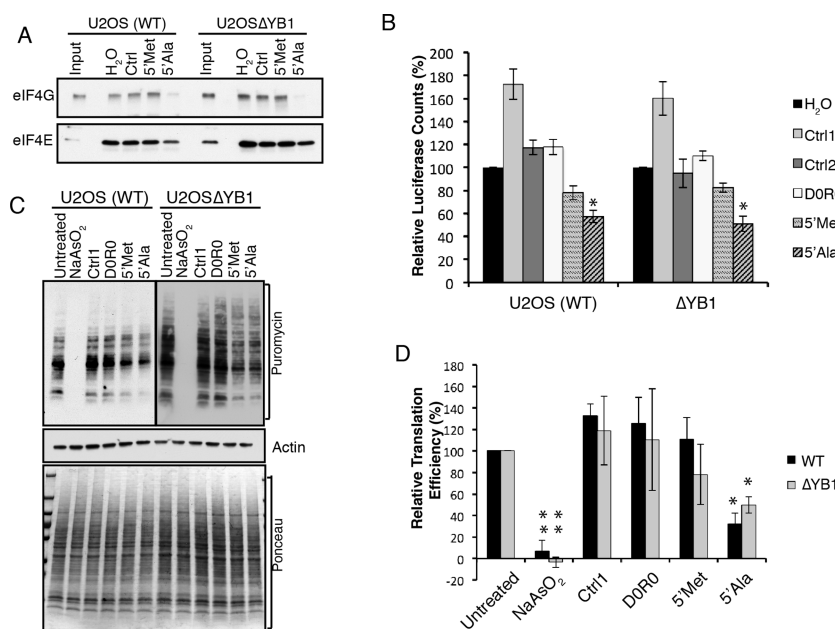 A
U2OS (WT)
U2OSΔYB1
Input
H₂O
Ctrl
5'Met
5'Ala
Input
H₂O
Ctrl
5'Met
5'Ala
eIF4G
eIF4E
B
Relative Luciferase Counts (%)
200
180
160
140
120
100
80
60
40
20
0
*
*
U2OS (WT)
ΔYB1
H₂O
Ctrl1
Ctrl2
D0R
5'Me
5'Ala
C
U2OS (WT)
U2OSΔYB1
Untreated
NaAsO₂
Ctrl1
D0R0
5'Met
5'Ala
Untreated
NaAsO₂
Ctrl1
D0R0
5'Met
5'Ala
Puromycin
Actin
Ponceau
D
Relative Translation
Efficiency (%)
180
160
140
120
100
80
60
40
20
0
-20
* *
* *
*
*
Untreated
NaAsO₂
Ctrl1
D0R0
5'Met
5'Ala
WT
ΔYB1